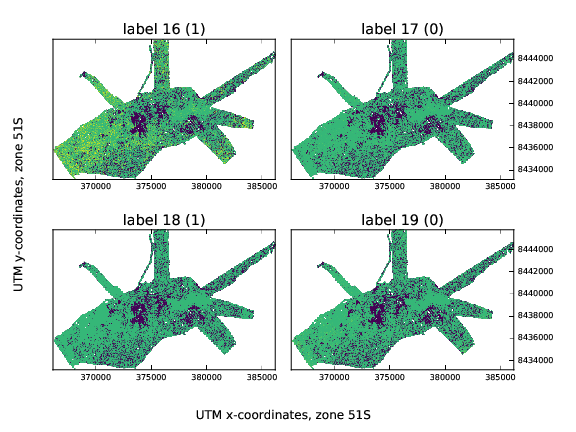 label 16 (1)
label 17 (0)
8444000
8442000
8440000
8438000
8436000
8434000
370000 375000 380000 385000
370000 375000 380000 385000
label 18 (1)
label 19 (0)
8444000
8442000
8440000
8438000
8436000
8434000
370000 375000 380000 385000
370000 375000 380000 385000
UTM y-coordinates, zone 51S
UTM x-coordinates, zone 51S